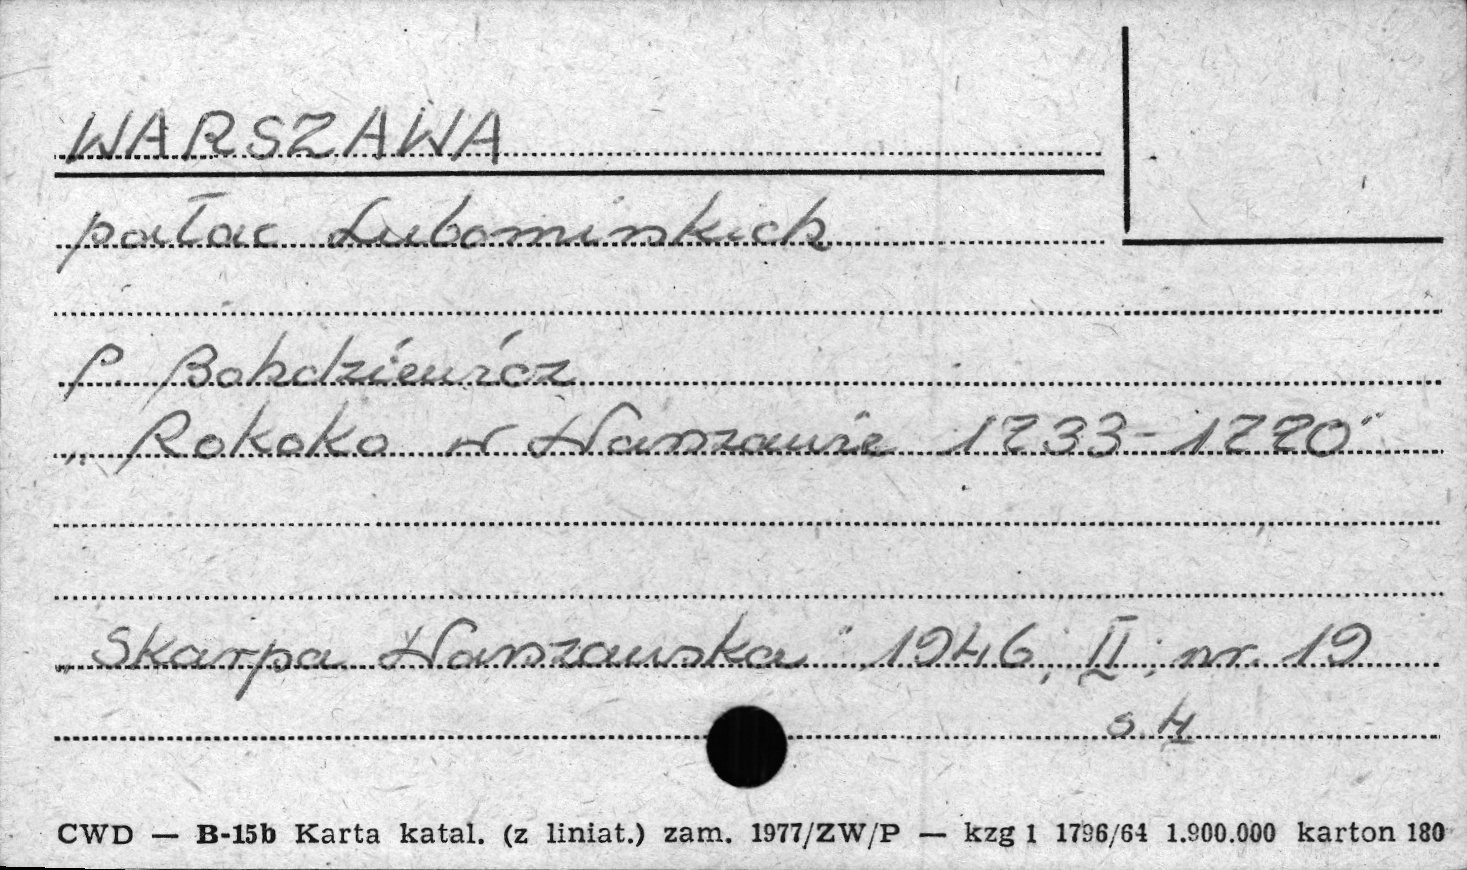 WARSZAWA
pałac Lubomirskich
P. Bohdziewicz
„Rokoko w Warszawie 1733-1770"
„Skarpa Warszawska" 1946, II, nr. 19
s. 4
CWD — B-15b Karta katal. (z liniat.) zam. 1977/ZW/P — kzg 1 1796/64 1.900.000 karton 180